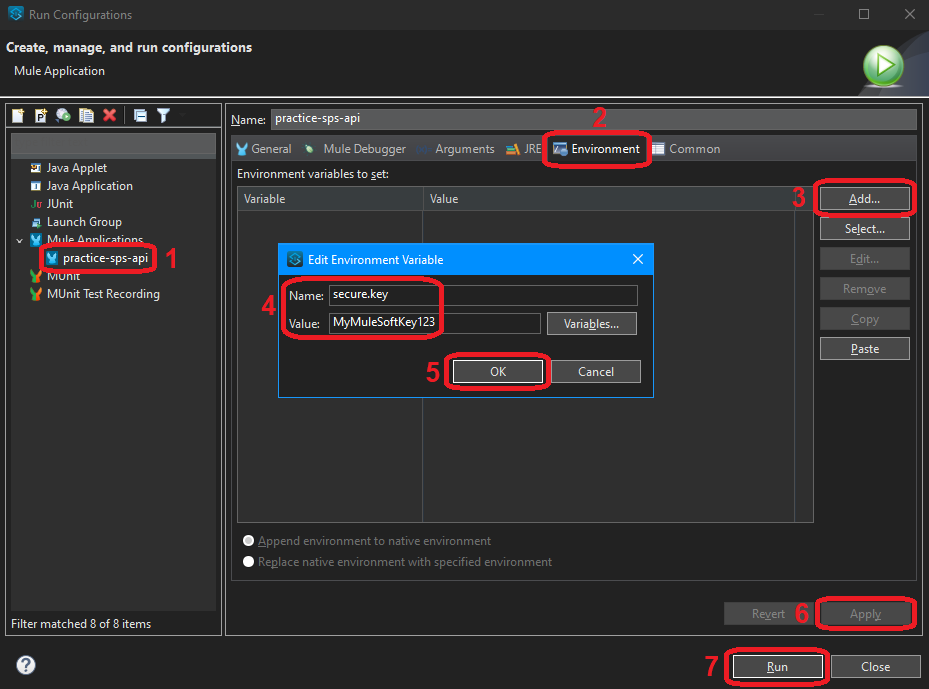 Run Configurations
Create, manage, and run configurations
Mule Application
Name: practice-sps-api
2
General Mule Debugger Arguments JRE Environment Common
Environment variables to set:
Variable Value
3 Add...
Select...
Edit...
Remove
Copy
Paste
Java Applet
Java Application
JUnit
Launch Group
Mule Applications
practice-sps-api 1
MUnit
MUnit Test Recording
Edit Environment Variable
4
Name: secure.key
Value: MyMuleSoftKey123 Variables...
5 OK Cancel
Append environment to native environment
Replace native environment with specified environment
Revert 6 Apply
Filter matched 8 of 8 items
7 Run Close